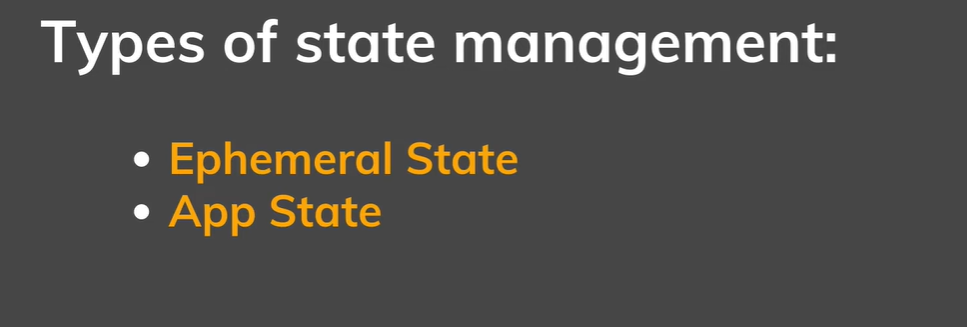 Types of state management:
• Ephemeral State
• App State